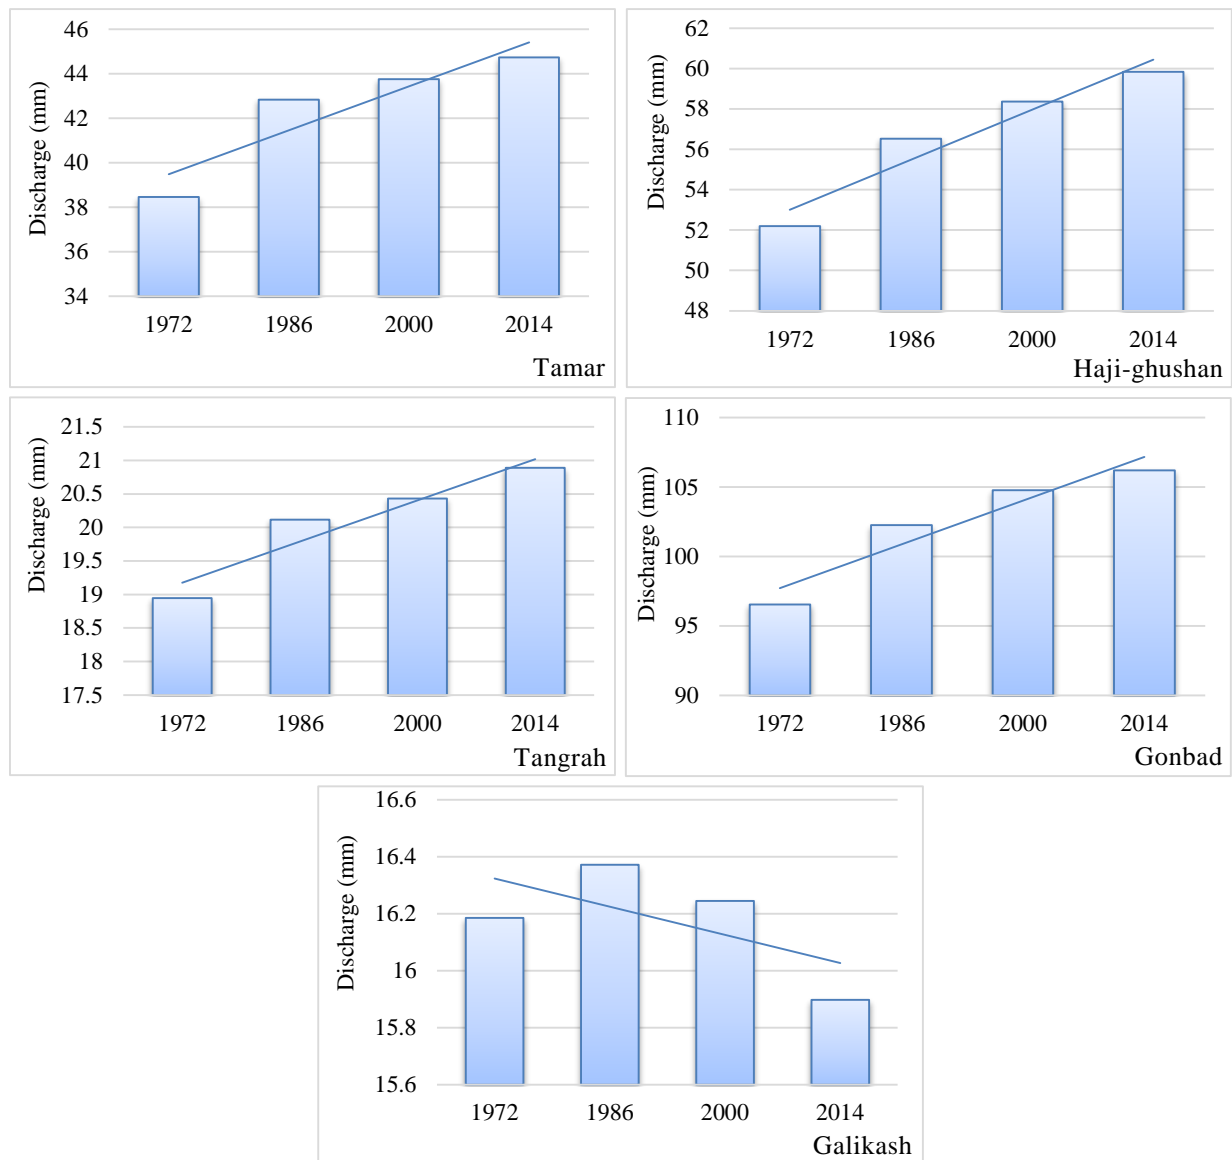 46
44
42
40
38
36
34
Discharge (mm)
1972 1986 2000 2014
Tamar
62
60
58
56
54
52
50
48
Discharge (mm)
1972 1986 2000 2014
Haji-ghushan
21.5
21
20.5
20
19.5
19
18.5
18
17.5
Discharge (mm)
1972 1986 2000 2014
Tangrah
110
105
100
95
90
Discharge (mm)
1972 1986 2000 2014
Gonbad
16.6
16.4
16.2
16
15.8
15.6
Discharge (mm)
1972 1986 2000 2014
Galikash